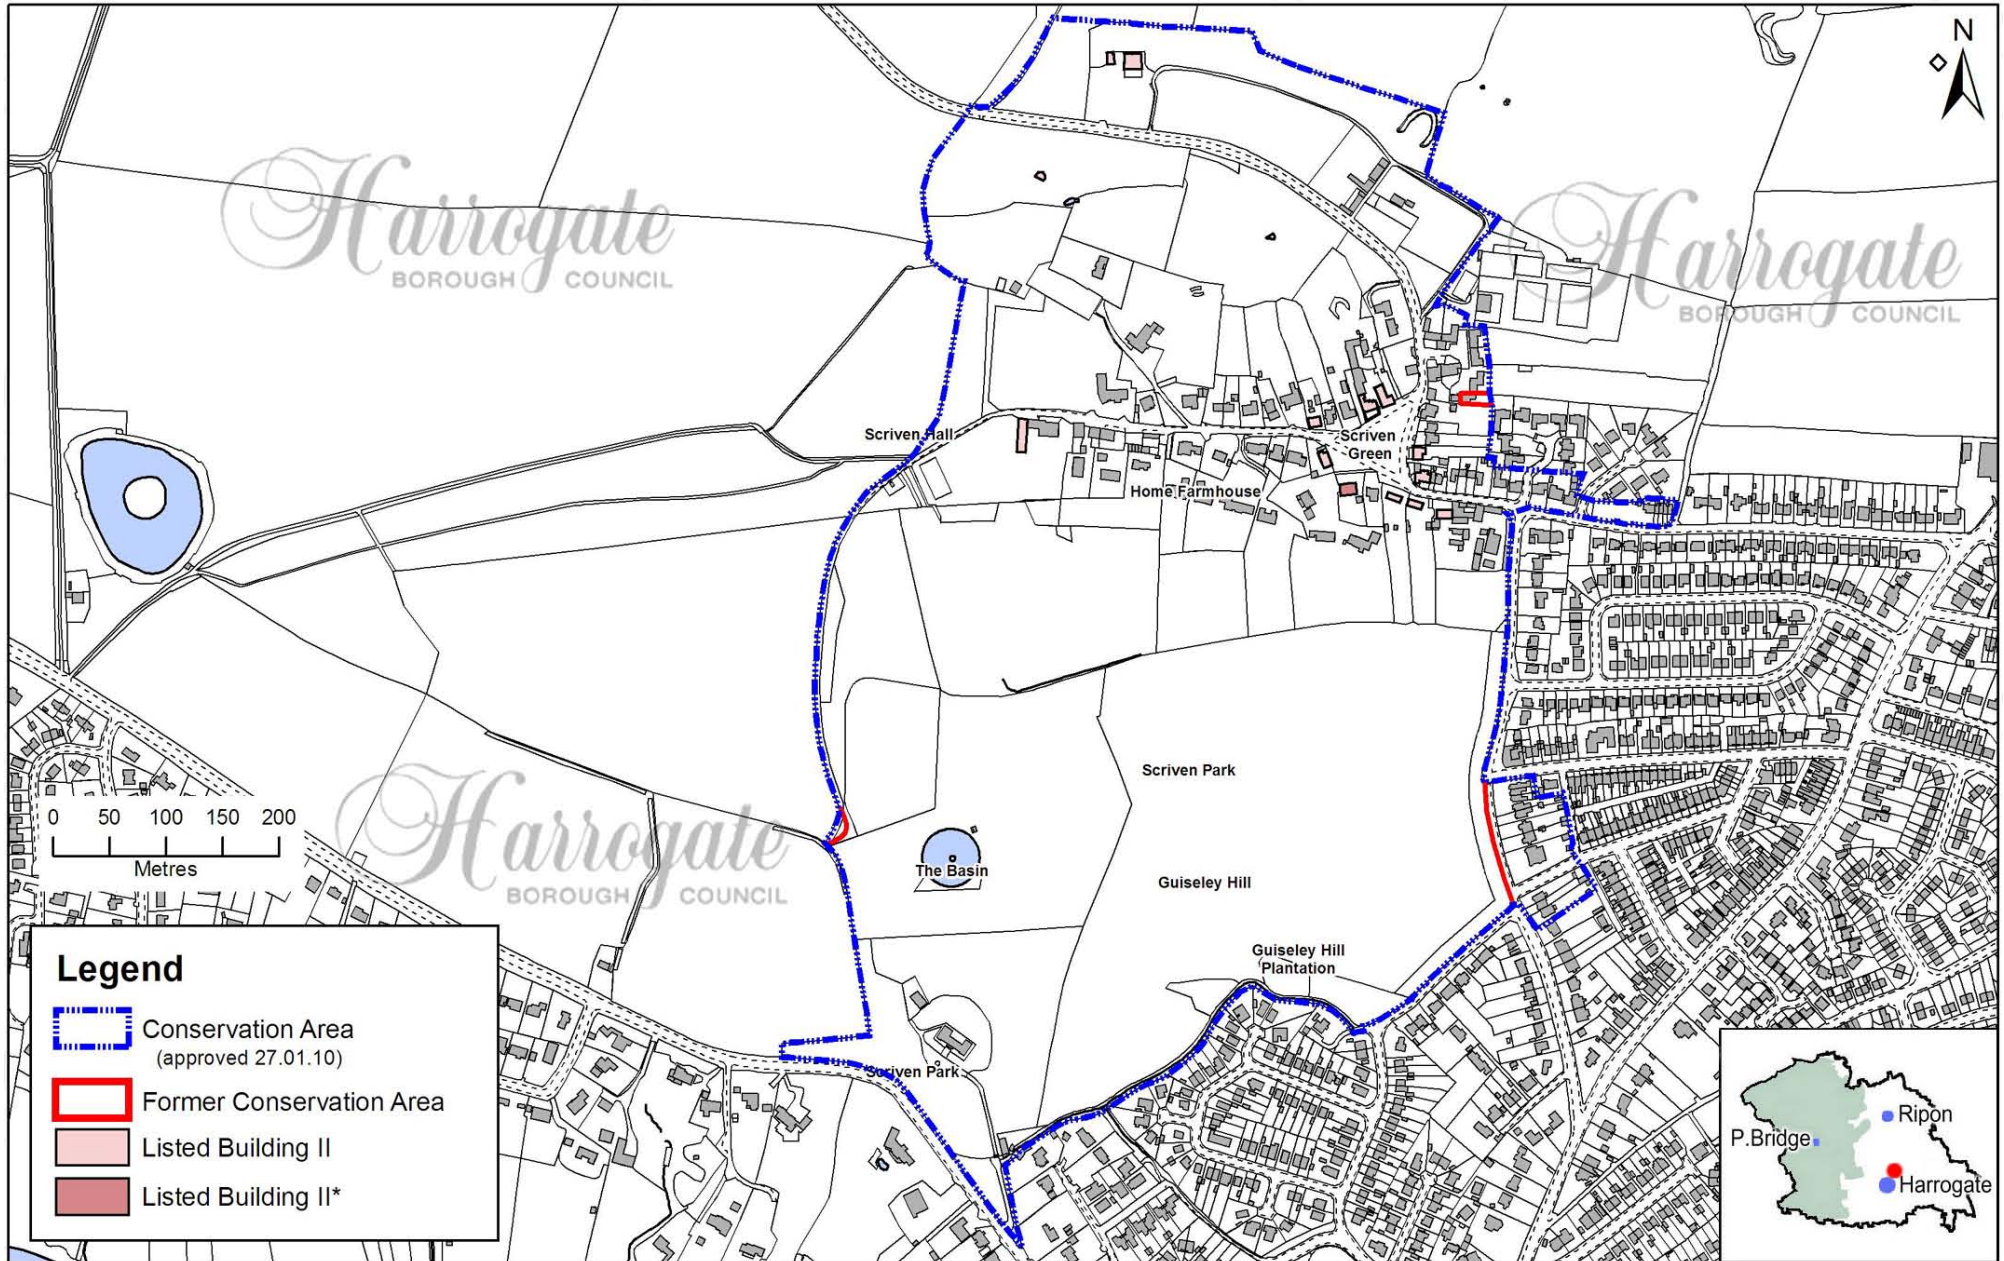 N
Harrogate
BOROUGH COUNCIL
Harrogate
BOROUGH COUNCIL
Scriven Hall
Scriven
Green
Home Farmhouse
Scriven Park
0 50 100 150 200
Metres
Harrogate
BOROUGH COUNCIL
The Basin
Guiseley Hill
Guiseley Hill
Plantation
Scriven Park
Legend
Conservation Area
(approved 27.01.10)
Former Conservation Area
Listed Building II
Listed Building II*
Ripon
P.Bridge
Harrogate